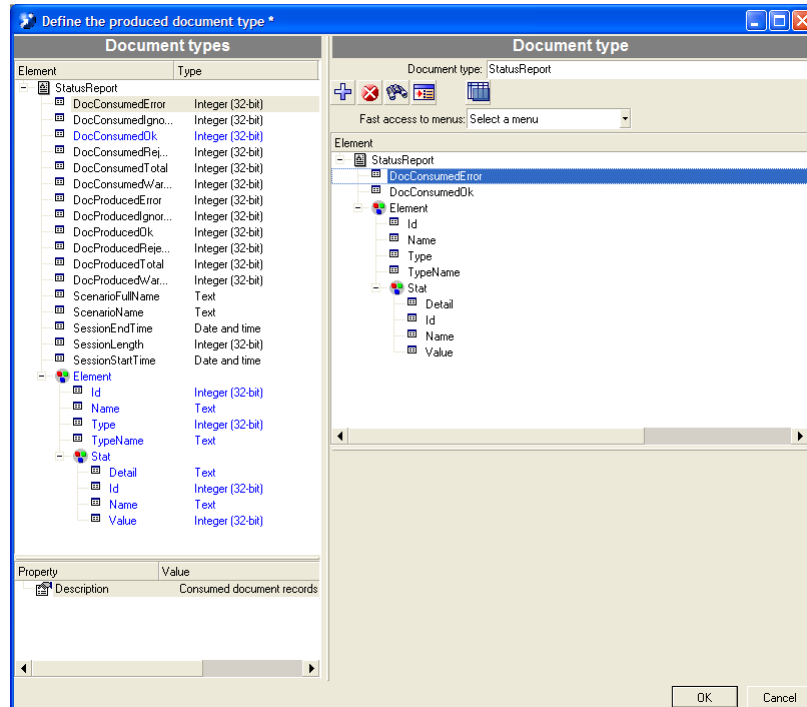 Define the produced document type *
Document types
Element Type
StatusReport
DocConsumedError Integer (32-bit)
DocConsumedIgno... Integer (32-bit)
DocConsumedOk Integer (32-bit)
DocConsumedRej... Integer (32-bit)
DocConsumedTotal Integer (32-bit)
DocConsumedWar... Integer (32-bit)
DocProducedError Integer (32-bit)
DocProducedIgnor... Integer (32-bit)
DocProducedOk Integer (32-bit)
DocProducedReje... Integer (32-bit)
DocProducedTotal Integer (32-bit)
DocProducedWar... Integer (32-bit)
ScenarioFullName Text
ScenarioName Text
SessionEndTime Date and time
SessionLength Integer (32-bit)
SessionStartTime Date and time
Element
Id Integer (32-bit)
Name Text
Type Integer (32-bit)
TypeName Text
Stat
Detail Text
Id Integer (32-bit)
Name Text
Value Integer (32-bit)
Property Value
Description Consumed document records
Document type
Document type: StatusReport
Fast access to menus: Select a menu
Element
StatusReport
DocConsumedError
DocConsumedOk
Element
Id
Name
Type
TypeName
Stat
Detail
Id
Name
Value
OK Cancel